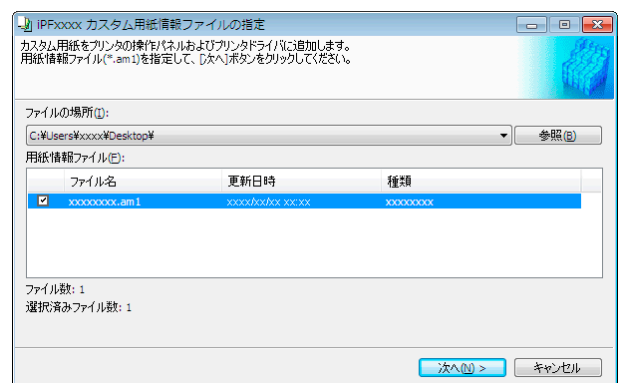 iPFxxxx カスタム用紙情報ファイルの指定
カスタム用紙をプリンタの操作パネルおよびプリンタドライバに追加します。
用紙情報ファイル(*.am1)を指定して、[次へ]ボタンをクリックしてください。
ファイルの場所(I):
C:¥Users¥xxxx¥Desktop¥ 参照(B)
用紙情報ファイル(F):
ファイル名 更新日時 種類
xxxxxxxx.am1 xxxx/xx/xx xx:xx xxxxxxxx
ファイル数: 1
選択済みファイル数: 1
次へ(N) > キャンセル